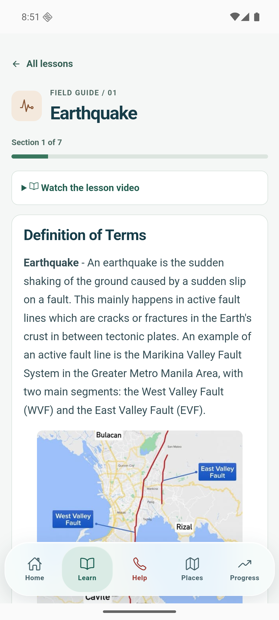 8:51
← All lessons
FIELD GUIDE / 01
Earthquake
Section 1 of 7
▶ Watch the lesson video
Definition of Terms
Earthquake - An earthquake is the sudden
shaking of the ground caused by a sudden slip
on a fault. This mainly happens in active fault
lines which are cracks or fractures in the Earth's
crust in between tectonic plates. An example of
an active fault line is the Marikina Valley Fault
System in the Greater Metro Manila Area, with
two main segments: the West Valley Fault
(WVF) and the East Valley Fault (EVF).
Bulacan
East Valley
Fault
West Valley
Fault
Rizal
Cavite
Home
Learn
Help
Places
Progress